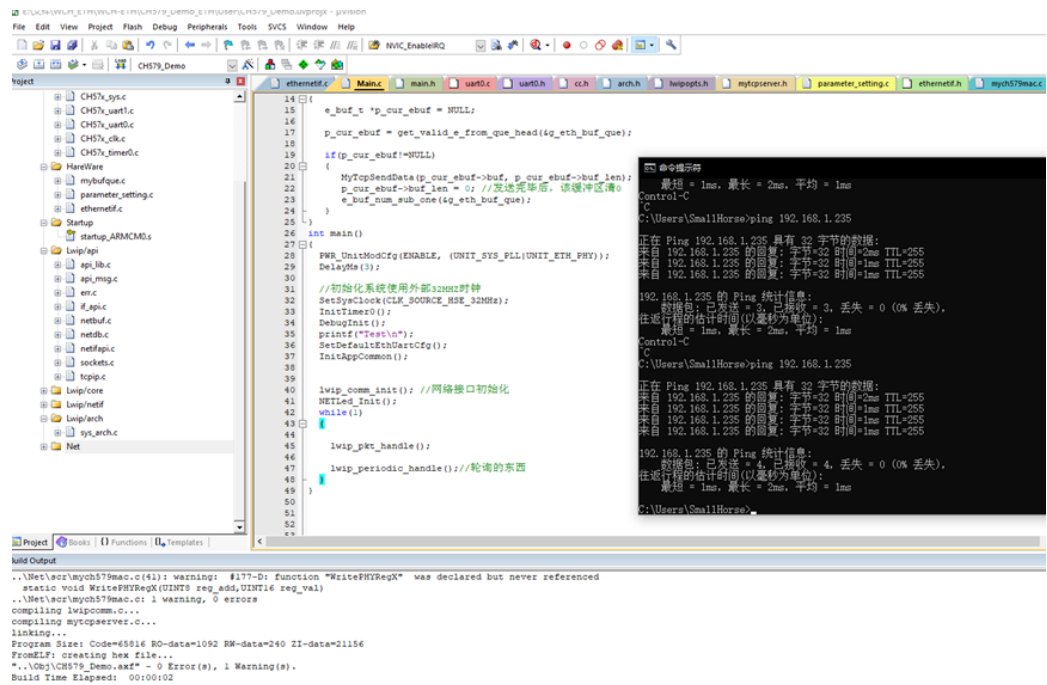 E:\文件\WCH_ETH\WCH-ETH\CH579_Demo_ETH\User\CH579_Demo.uvprojx - µVision
File Edit View Project Flash Debug Peripherals Tools SVCS Window Help
NVIC_EnableIRQ
CH579_Demo
roject
ethernetif.c Main.c main.h uart0.c uart0.h cc.h arch.h lwipopts.h mytcpserver.h parameter_setting.c ethernetif.h mych579mac.c
CH57x_sys.c
CH57x_uart1.c
CH57x_uart0.c
CH57x_clk.c
CH57x_timer0.c
HareWare
mybufque.c
parameter_setting.c
ethernetif.c
Startup
startup_ARMCM0.s
Lwip/api
api_lib.c
api_msg.c
err.c
if_api.c
netbuf.c
netdb.c
netifapi.c
sockets.c
tcpip.c
Lwip/core
Lwip/netif
Lwip/arch
sys_arch.c
Net
14 {
15 e_buf_t *p_cur_ebuf = NULL;
16
17 p_cur_ebuf = get_valid_e_from_que_head(&g_eth_buf_que);
18
19 if(p_cur_ebuf!=NULL)
20 {
21 MyTcpSendData(p_cur_ebuf->buf, p_cur_ebuf->buf_len);
22 p_cur_ebuf->buf_len = 0; //发送完毕后，该缓冲区清0
23 e_buf_num_sub_one(&g_eth_buf_que);
24 }
25 }
26 int main()
27 {
28 PWR_UnitModCfg(ENABLE, (UNIT_SYS_PLL|UNIT_ETH_PHY));
29 DelayMs(3);
30
31 //初始化系统使用外部32MHZ时钟
32 SetSysClock(CLK_SOURCE_HSE_32MHz);
33 InitTimer0();
34 DebugInit();
35 printf("Test\n");
36 SetDefaultEthUartCfg();
37 InitAppCommon();
38
39
40 lwip_comm_init(); //网络接口初始化
41 NETLed_Init();
42 while(1)
43 {
44
45 lwip_pkt_handle();
46
47 lwip_periodic_handle();//轮询的东西
48 }
49 }
50
51
52
53
命令提示符
最短 = 1ms，最长 = 2ms，平均 = 1ms
Control-C
^C
C:\Users\SmallHorse>ping 192.168.1.235
正在 Ping 192.168.1.235 具有 32 字节的数据:
来自 192.168.1.235 的回复: 字节=32 时间=2ms TTL=255
来自 192.168.1.235 的回复: 字节=32 时间=1ms TTL=255
来自 192.168.1.235 的回复: 字节=32 时间=1ms TTL=255
192.168.1.235 的 Ping 统计信息:
数据包: 已发送 = 3，已接收 = 3，丢失 = 0 (0% 丢失)，
往返行程的估计时间(以毫秒为单位):
最短 = 1ms，最长 = 2ms，平均 = 1ms
Control-C
^C
C:\Users\SmallHorse>ping 192.168.1.235
正在 Ping 192.168.1.235 具有 32 字节的数据:
来自 192.168.1.235 的回复: 字节=32 时间=2ms TTL=255
来自 192.168.1.235 的回复: 字节=32 时间=1ms TTL=255
来自 192.168.1.235 的回复: 字节=32 时间=1ms TTL=255
来自 192.168.1.235 的回复: 字节=32 时间=1ms TTL=255
192.168.1.235 的 Ping 统计信息:
数据包: 已发送 = 4，已接收 = 4，丢失 = 0 (0% 丢失)，
往返行程的估计时间(以毫秒为单位):
最短 = 1ms，最长 = 2ms，平均 = 1ms
C:\Users\SmallHorse>
Project Books {} Functions Templates
uild Output
..\Net\scr\mych579mac.c(41): warning: #177-D: function "WritePHYRegX" was declared but never referenced
static void WritePHYRegX(UINT8 reg_add,UINT16 reg_val)
..\Net\scr\mych579mac.c: 1 warning, 0 errors
compiling lwipcomm.c...
compiling mytcpserver.c...
linking...
Program Size: Code=65816 RO-data=1092 RW-data=240 ZI-data=21156
FromELF: creating hex file...
"..\Obj\CH579_Demo.axf" - 0 Error(s), 1 Warning(s).
Build Time Elapsed: 00:00:02